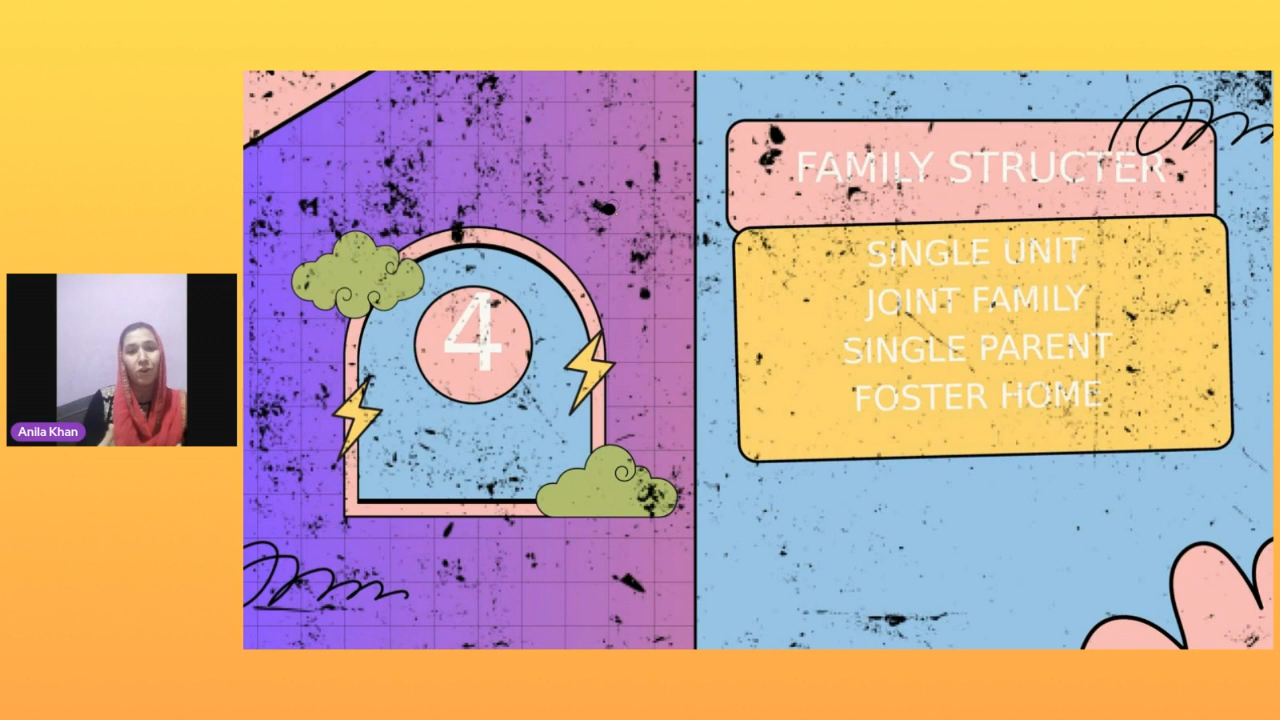 4
FAMILY STRUCTER
SINGLE UNIT
JOINT FAMILY
SINGLE PARENT
FOSTER HOME
Anila Khan